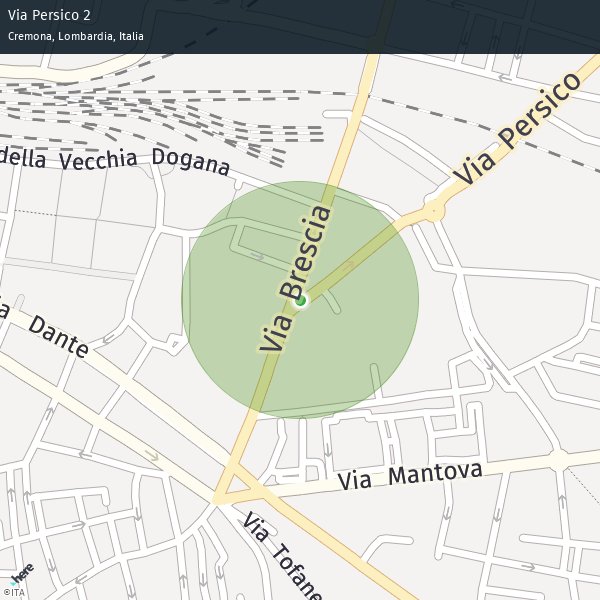 Via Persico 2
Cremona, Lombardia, Italia
Via Persico
della Vecchia Dogana
Via Brescia
Dante
Via Mantova
Via Tofane
here
©ITA